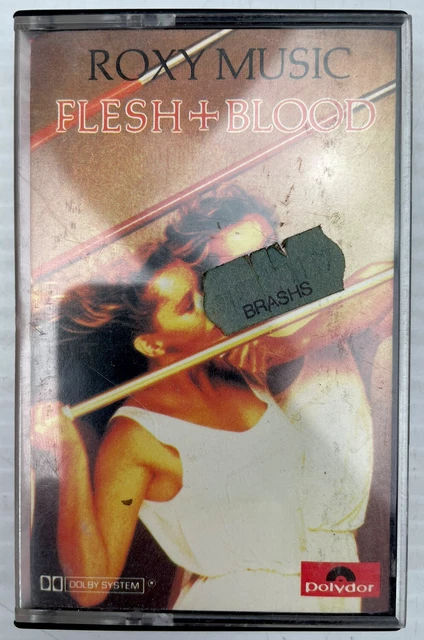 ROXY MUSIC
FLESH + BLOOD
BRASHS
DOLBY SYSTEM ®
polydor